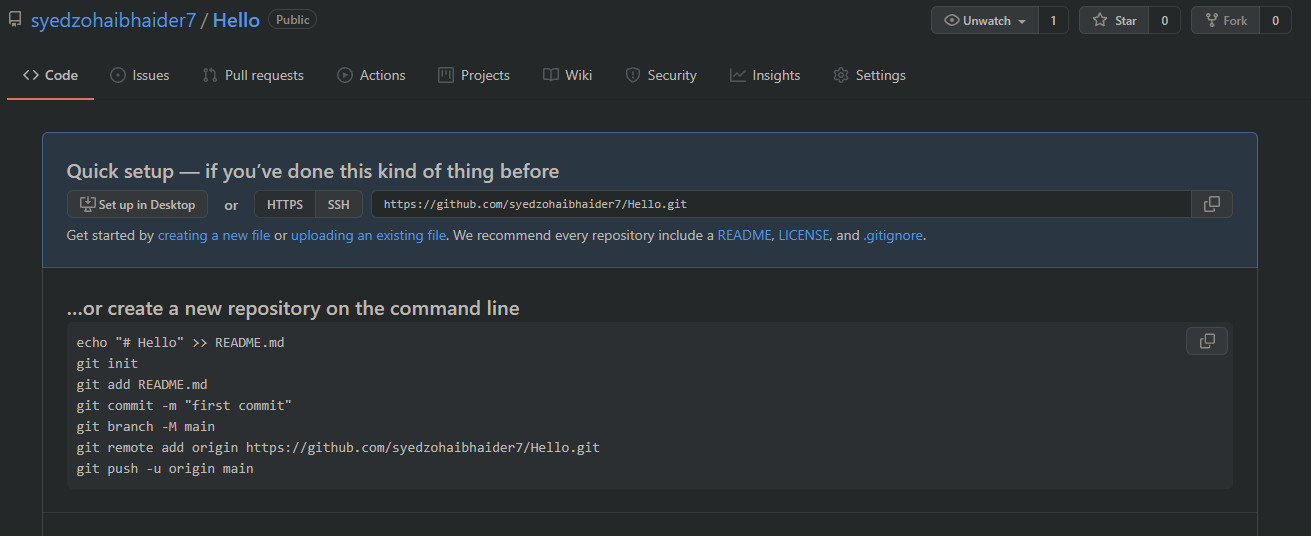 syedzohaibhaider7 / Hello Public Unwatch 1 Star 0 Fork 0
<> Code Issues Pull requests Actions Projects Wiki Security Insights Settings
Quick setup — if you’ve done this kind of thing before
Set up in Desktop or HTTPS SSH https://github.com/syedzohaibhaider7/Hello.git
Get started by creating a new file or uploading an existing file. We recommend every repository include a README, LICENSE, and .gitignore.
…or create a new repository on the command line
echo "# Hello" >> README.md
git init
git add README.md
git commit -m "first commit"
git branch -M main
git remote add origin https://github.com/syedzohaibhaider7/Hello.git
git push -u origin main